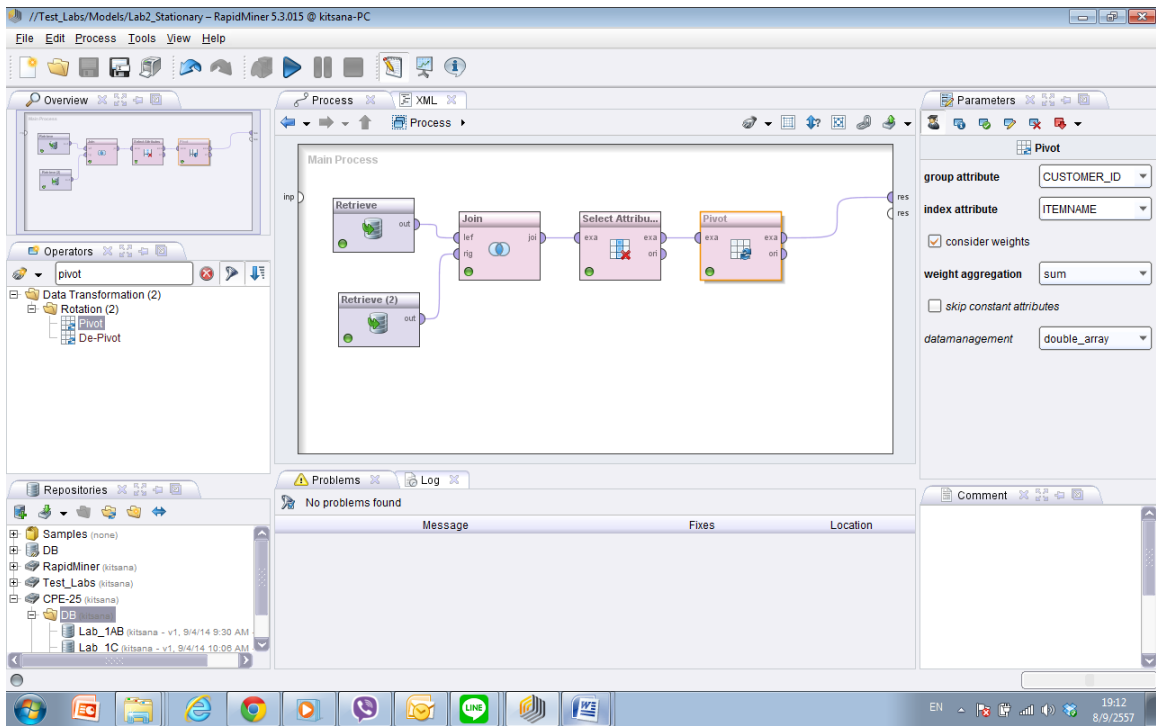 //Test_Labs/Models/Lab2_Stationary – RapidMiner 5.3.015 @ kitsana-PC
File Edit Process Tools View Help
Overview
Main Process
Process
XML
Process
Main Process
inp
Retrieve
out
Join
lef
rig
joi
Select Attribu...
exa
exa
ori
Pivot
exa
exa
ori
res
res
Retrieve (2)
out
Operators
pivot
Data Transformation (2)
Rotation (2)
Pivot
De-Pivot
Parameters
Pivot
group attribute CUSTOMER_ID
index attribute ITEMNAME
consider weights
weight aggregation sum
skip constant attributes
datamanagement double_array
Repositories
Samples (none)
DB
RapidMiner (kitsana)
Test_Labs (kitsana)
CPE-25 (kitsana)
DB (kitsana)
Lab_1AB (kitsana - v1, 9/4/14 9:30 AM
Lab_1C (kitsana - v1, 9/4/14 10:06 AM
Problems
Log
No problems found
Message Fixes Location
Comment
LINE
EN
19:12
8/9/2557